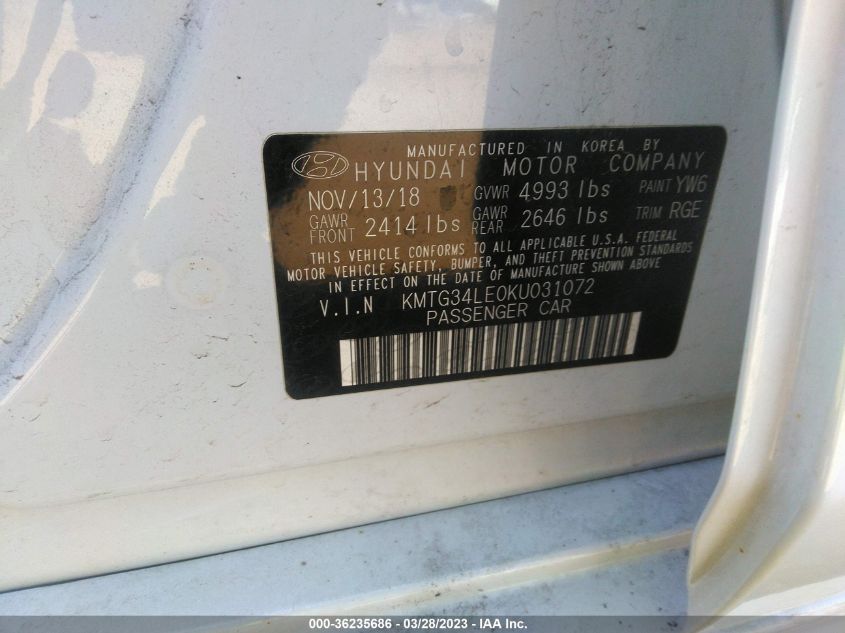 MANUFACTURED IN KOREA BY
HYUNDAI MOTOR COMPANY
NOV/13/18 GVWR 4993 lbs PAINT YW6
GAWR FRONT 2414 lbs GAWR REAR 2646 lbs TRIM RGE
THIS VEHICLE CONFORMS TO ALL APPLICABLE U.S.A. FEDERAL
MOTOR VEHICLE SAFETY, BUMPER, AND THEFT PREVENTION STANDARDS
IN EFFECT ON THE DATE OF MANUFACTURE SHOWN ABOVE
V.I.N KMTG34LE0KU031072
PASSENGER CAR
000-36235686 - 03/28/2023 - IAA Inc.